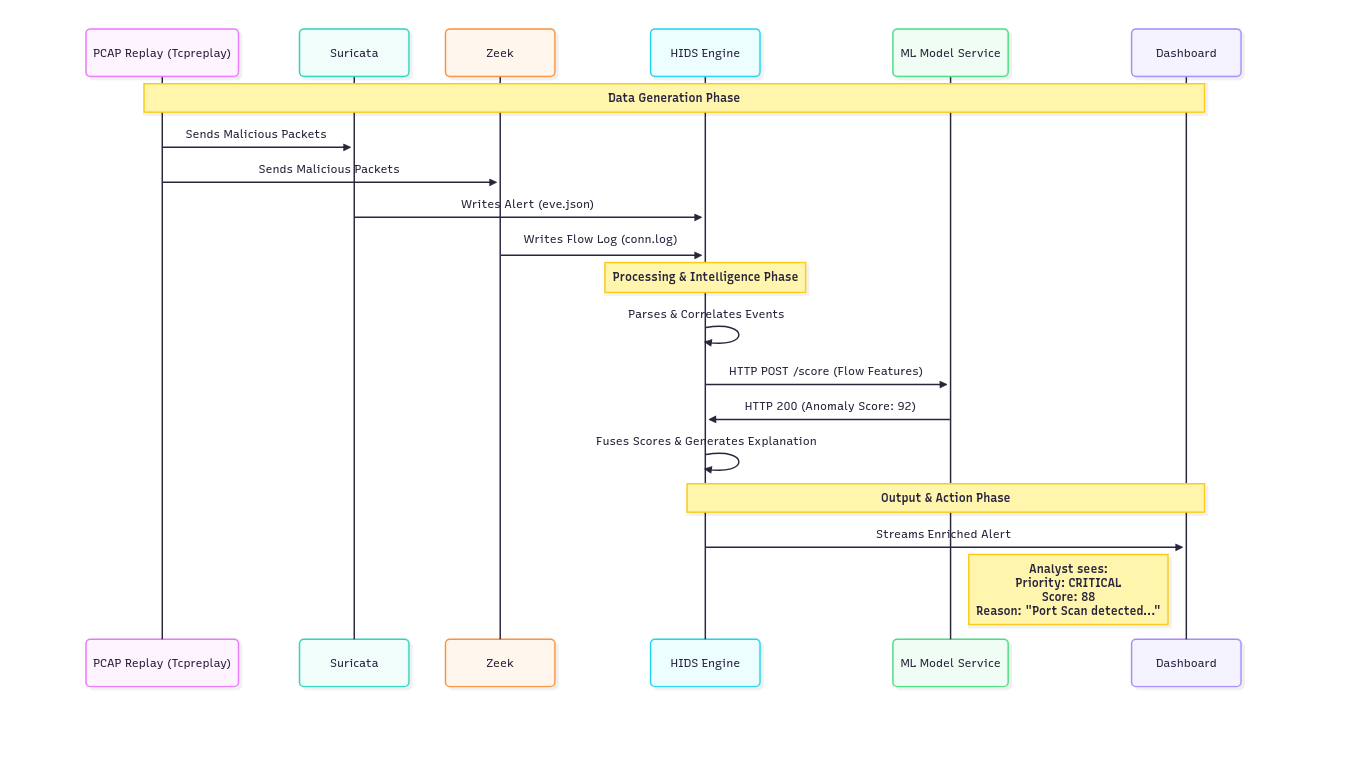 PCAP Replay (Tcpreplay)
Suricata
Zeek
HIDS Engine
ML Model Service
Dashboard
Data Generation Phase
Sends Malicious Packets
Sends Malicious Packets
Writes Alert (eve.json)
Writes Flow Log (conn.log)
Processing & Intelligence Phase
Parses & Correlates Events
HTTP POST /score (Flow Features)
HTTP 200 (Anomaly Score: 92)
Fuses Scores & Generates Explanation
Output & Action Phase
Streams Enriched Alert
Analyst sees:
Priority: CRITICAL
Score: 88
Reason: "Port Scan detected..."
PCAP Replay (Tcpreplay)
Suricata
Zeek
HIDS Engine
ML Model Service
Dashboard